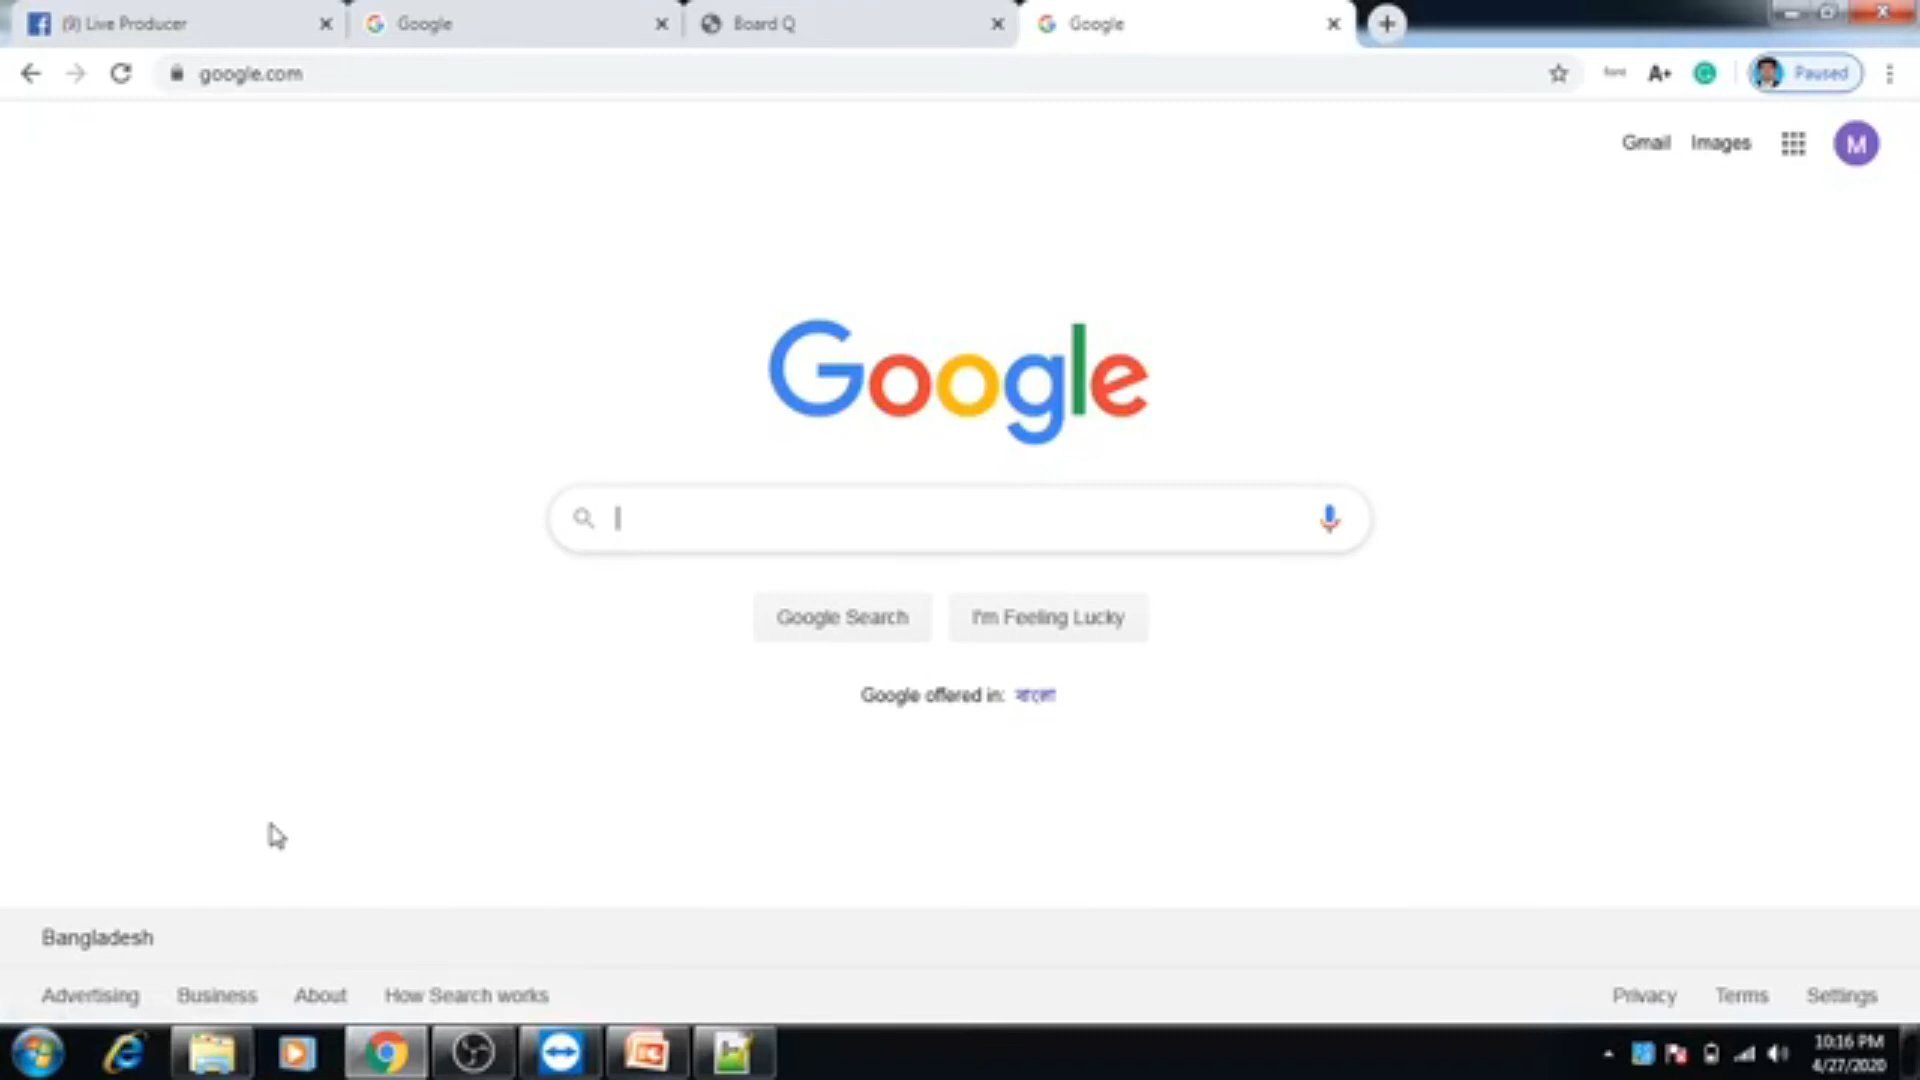 (9) Live Producer
Google
Board Q
Google
google.com
A+
Paused
Gmail
Images
M
Google
Google Search
I'm Feeling Lucky
Google offered in: বাংলা
Bangladesh
Advertising
Business
About
How Search works
Privacy
Terms
Settings
10:16 PM
4/27/2020